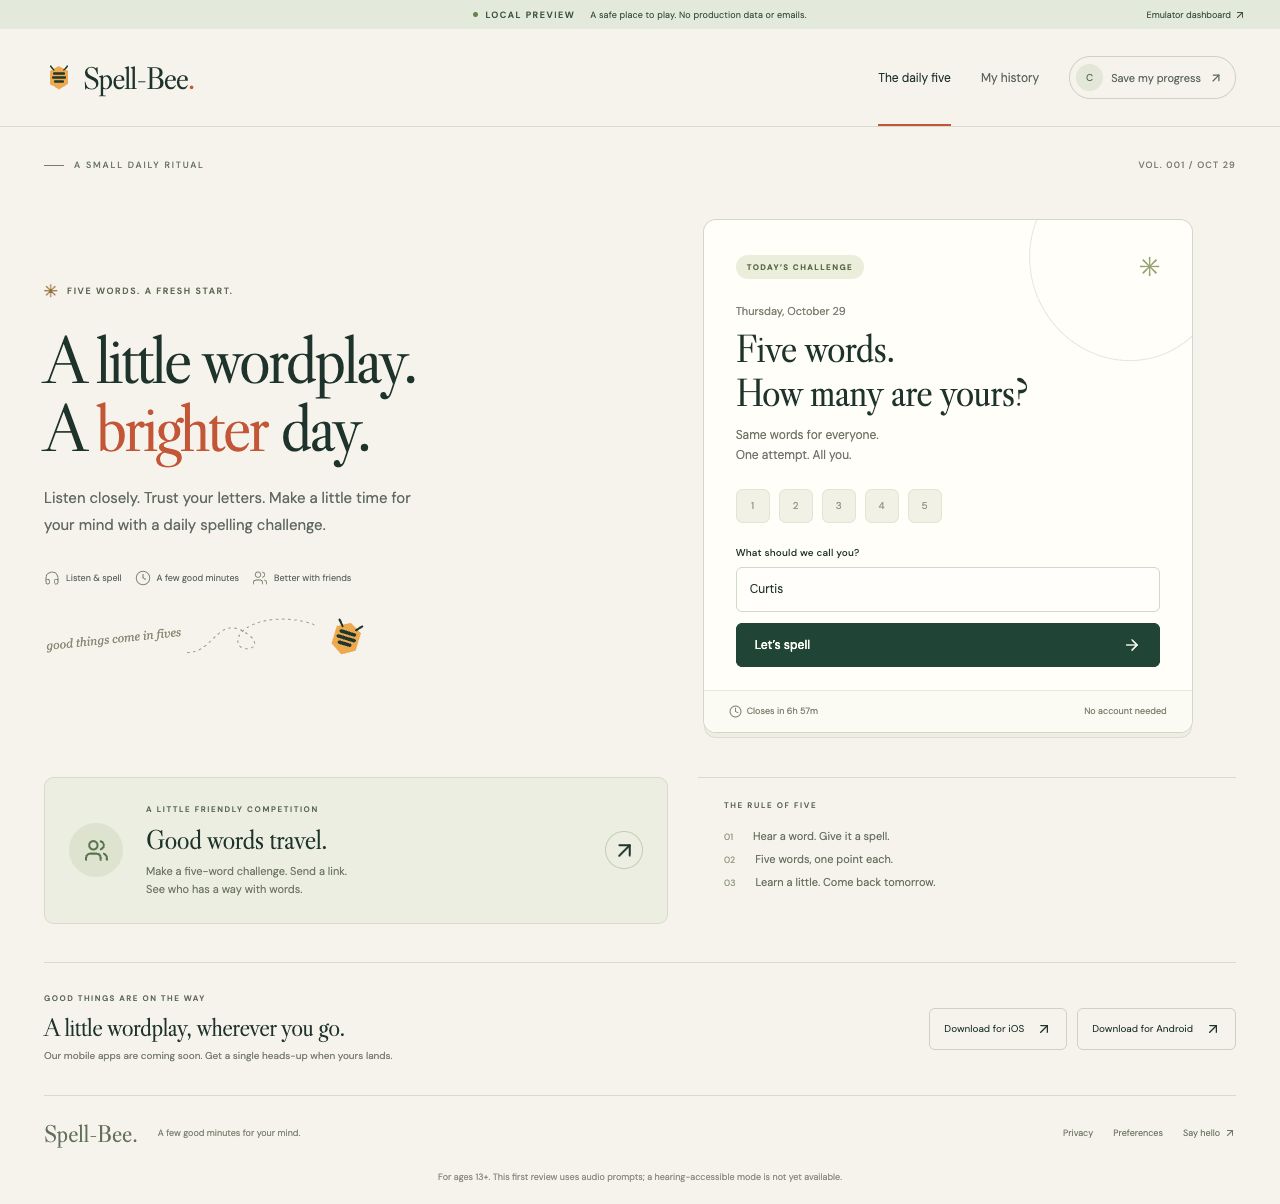 LOCAL PREVIEW A safe place to play. No production data or emails. Emulator dashboard
Spell-Bee.
The daily five My history C Save my progress
A SMALL DAILY RITUAL
VOL. 001 / OCT 29
FIVE WORDS. A FRESH START.
A little wordplay.
A brighter day.
Listen closely. Trust your letters. Make a little time for
your mind with a daily spelling challenge.
Listen & spell A few good minutes Better with friends
good things come in fives
TODAY'S CHALLENGE
Thursday, October 29
Five words.
How many are yours?
Same words for everyone.
One attempt. All you.
1 2 3 4 5
What should we call you?
Curtis
Let's spell
Closes in 6h 57m No account needed
A LITTLE FRIENDLY COMPETITION
Good words travel.
Make a five-word challenge. Send a link.
See who has a way with words.
THE RULE OF FIVE
01 Hear a word. Give it a spell.
02 Five words, one point each.
03 Learn a little. Come back tomorrow.
GOOD THINGS ARE ON THE WAY
A little wordplay, wherever you go.
Our mobile apps are coming soon. Get a single heads-up when yours lands.
Download for iOS Download for Android
Spell-Bee. A few good minutes for your mind.
Privacy Preferences Say hello
For ages 13+. This first review uses audio prompts; a hearing-accessible mode is not yet available.